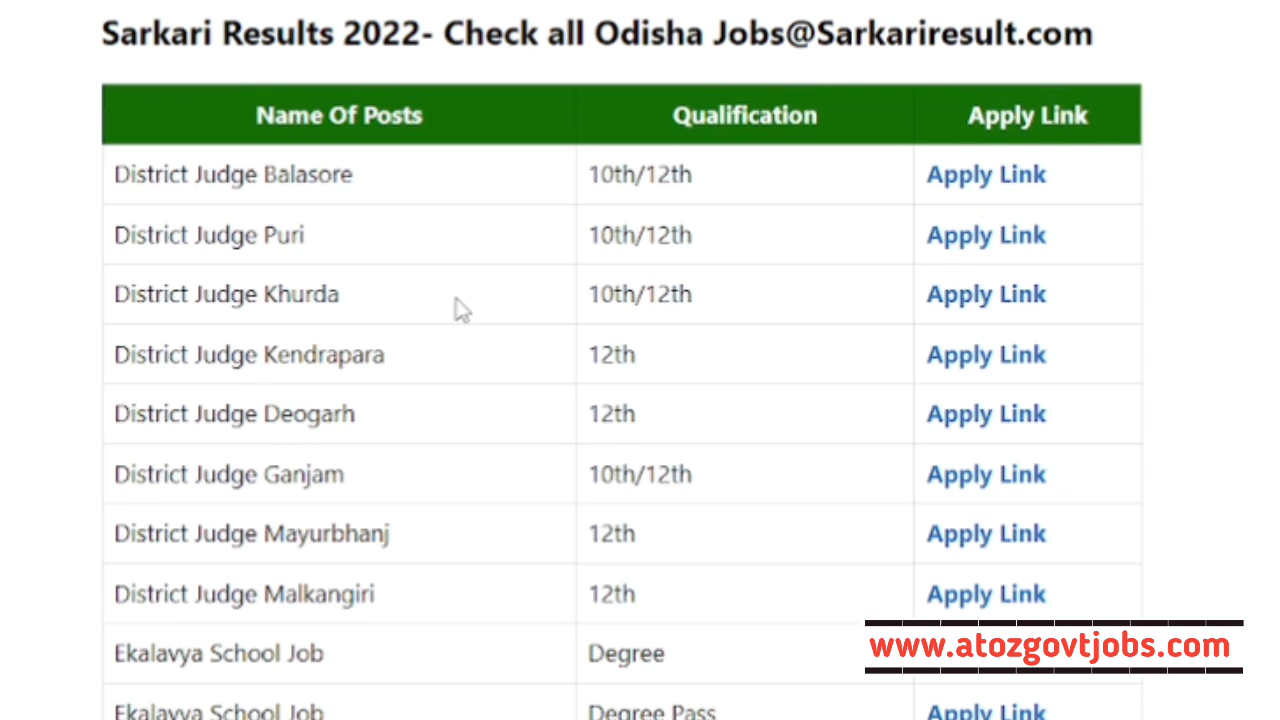 Sarkari Results 2022- Check all Odisha Jobs@Sarkariresult.com
Name Of Posts Qualification Apply Link
District Judge Balasore 10th/12th Apply Link
District Judge Puri 10th/12th Apply Link
District Judge Khurda 10th/12th Apply Link
District Judge Kendrapara 12th Apply Link
District Judge Deogarh 12th Apply Link
District Judge Ganjam 10th/12th Apply Link
District Judge Mayurbhanj 12th Apply Link
District Judge Malkangiri 12th Apply Link
Ekalavya School Job Degree
www.atozgovtjobs.com
Ekalavya School Job Degree Pass Apply Link